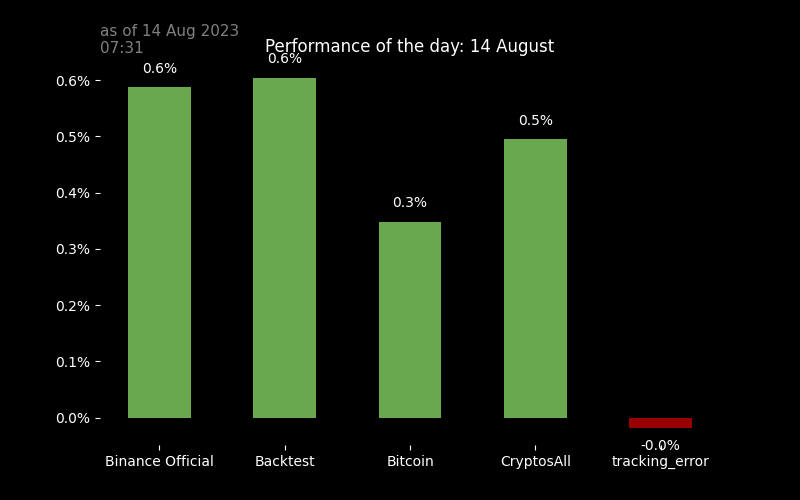 as of 14 Aug 2023
07:31
Performance of the day: 14 August
0.6%
0.6%
0.3%
0.5%
-0.0%
0.6%
0.5%
0.4%
0.3%
0.2%
0.1%
0.0%
Binance Official
Backtest
Bitcoin
CryptosAll
tracking_error